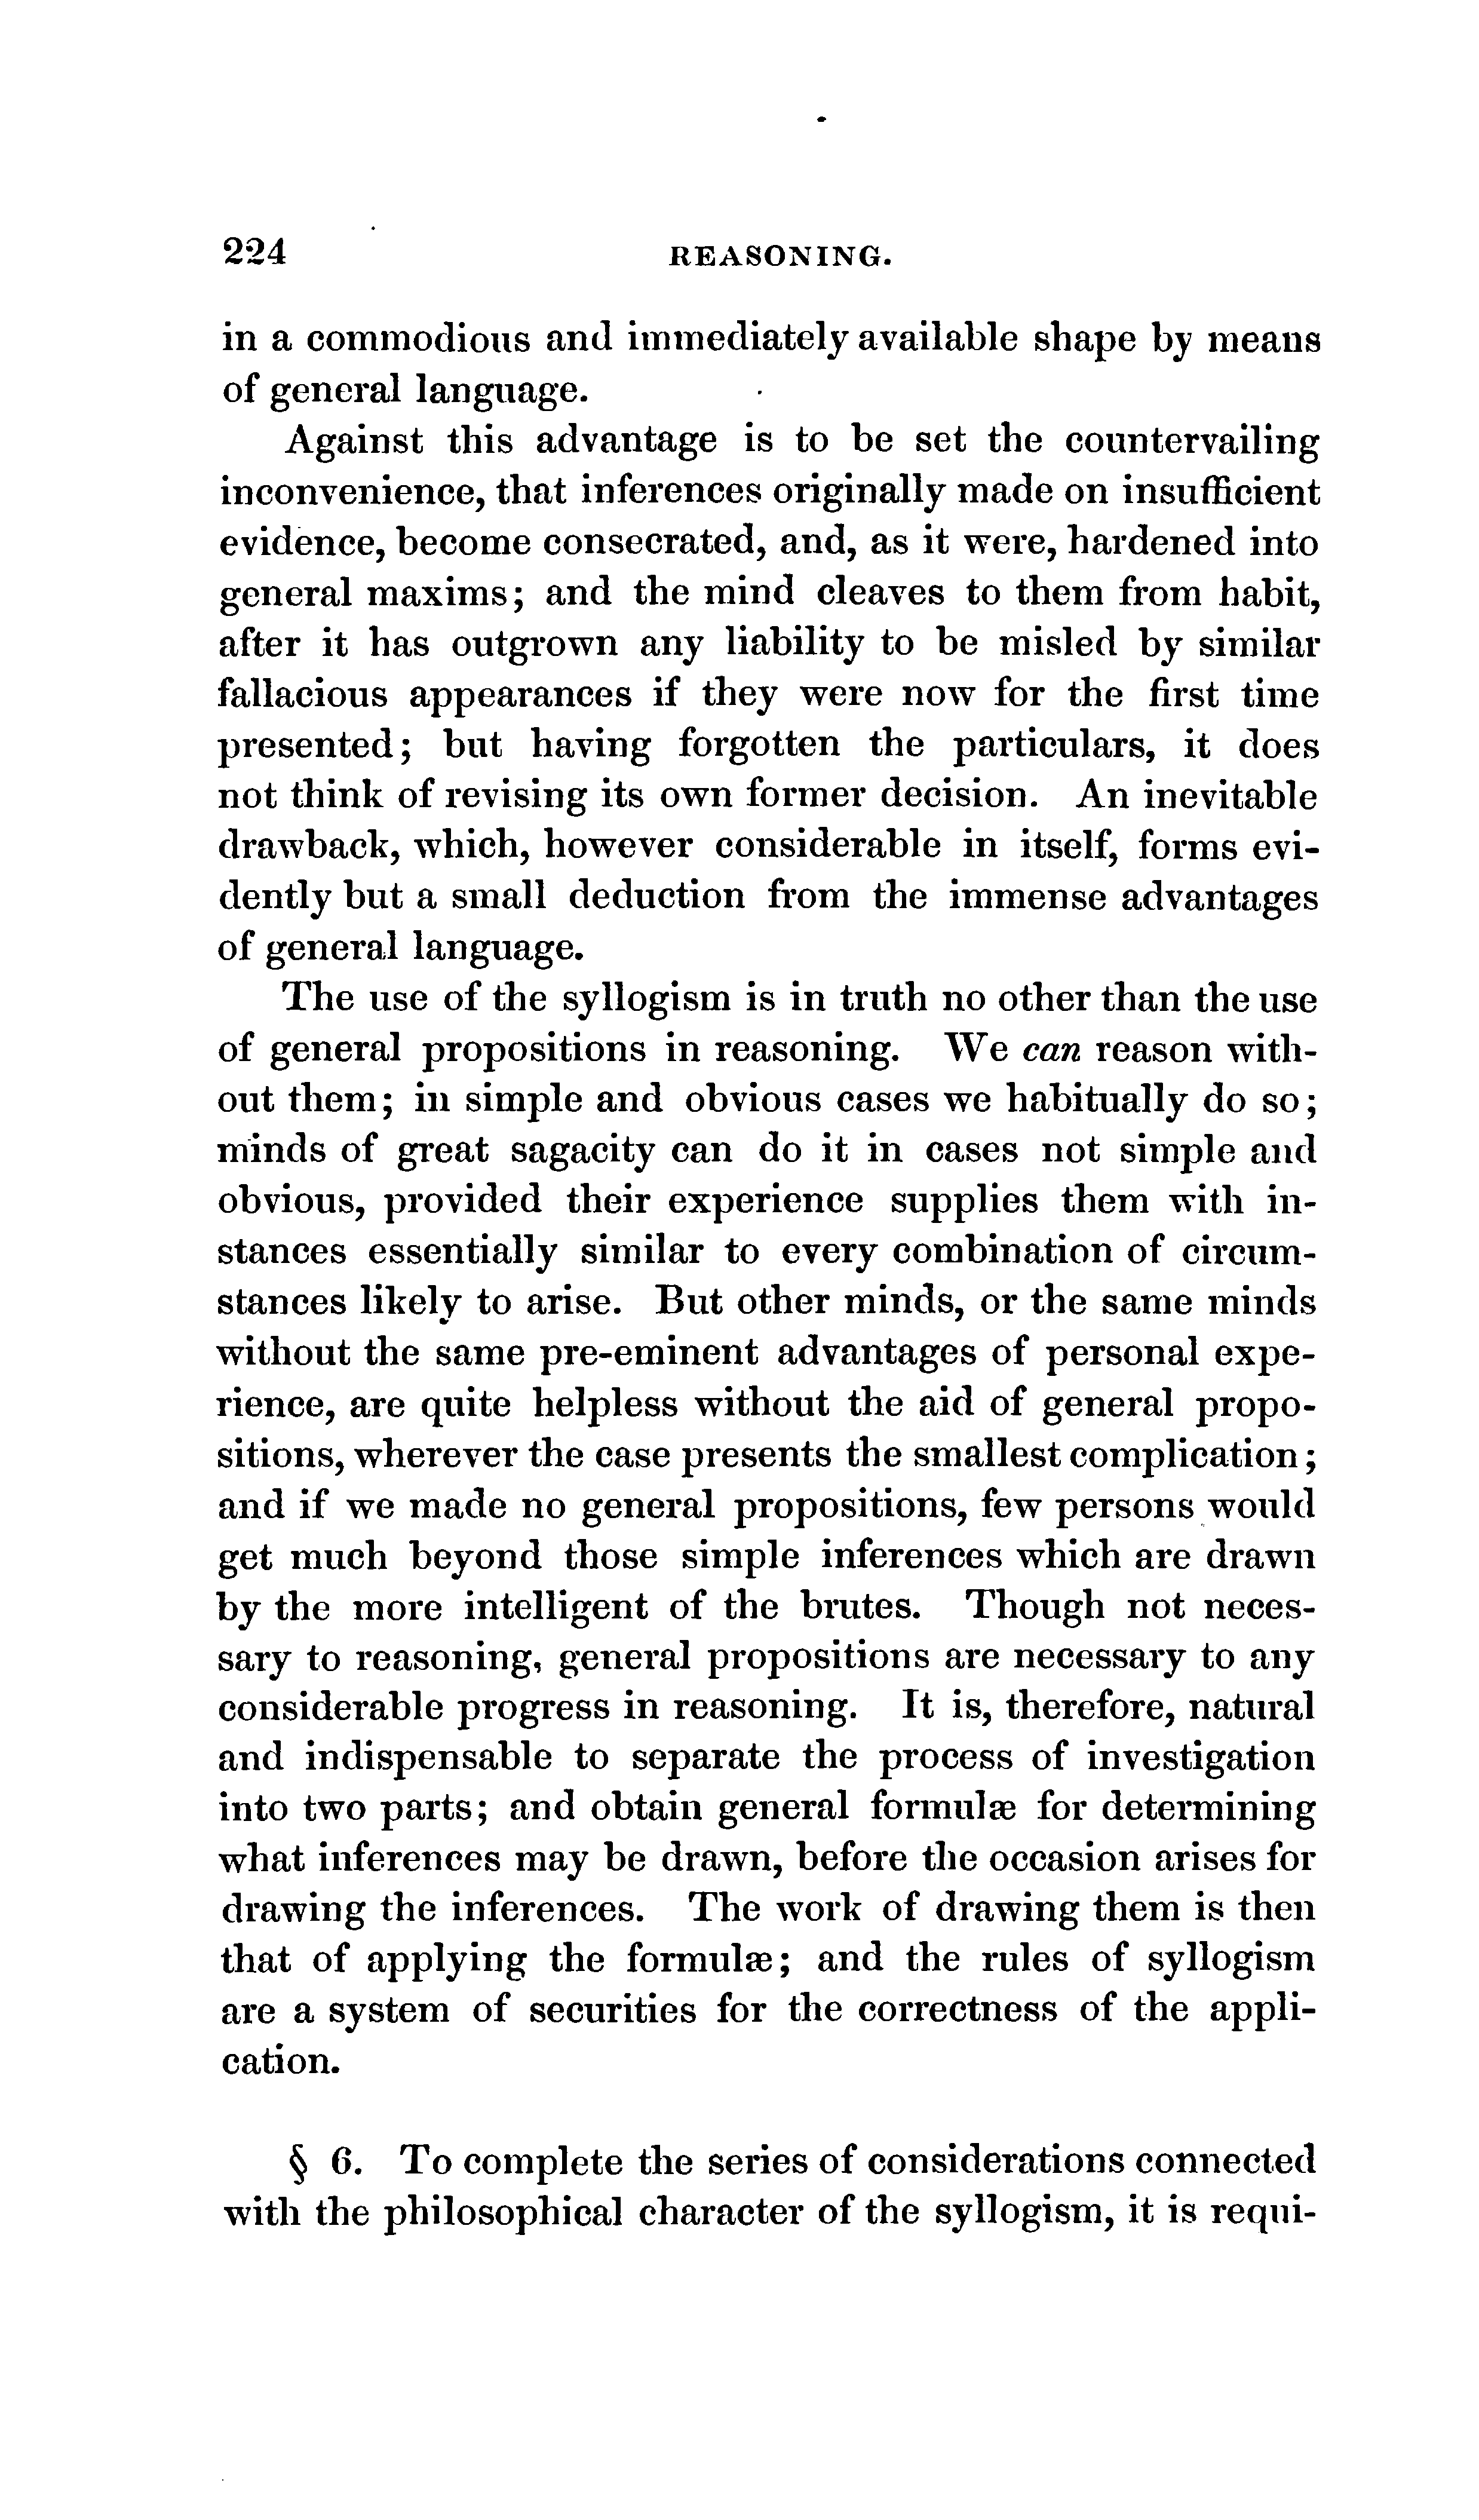 224 REASONING.
in a commodious and immediately available shape by means
of general language.
Against this advantage is to be set the countervailing
inconvenience, that inferences originally made on insufficient
evidence, become consecrated, and, as it were, hardened into
general maxims; and the mind cleaves to them from habit,
after it has outgrown any liability to be misled by similar
fallacious appearances if they were now for the first time
presented; but having forgotten the particulars, it does
not think of revising its own former decision. An inevitable
drawback, which, however considerable in itself, forms evi-
dently but a small deduction from the immense advantages
of general language.
The use of the syllogism is in truth no other than the use
of general propositions in reasoning. We can reason with-
out them; in simple and obvious cases we habitually do so;
minds of great sagacity can do it in cases not simple and
obvious, provided their experience supplies them with in-
stances essentially similar to every combination of circum-
stances likely to arise. But other minds, or the same minds
without the same pre-eminent advantages of personal expe-
rience, are quite helpless without the aid of general propo-
sitions, wherever the case presents the smallest complication;
and if we made no general propositions, few persons would
get much beyond those simple inferences which are drawn
by the more intelligent of the brutes. Though not neces-
sary to reasoning, general propositions are necessary to any
considerable progress in reasoning. It is, therefore, natural
and indispensable to separate the process of investigation
into two parts; and obtain general formulæ for determining
what inferences may be drawn, before the occasion arises for
drawing the inferences. The work of drawing them is then
that of applying the formulæ; and the rules of syllogism
are a system of securities for the correctness of the appli-
cation.
§ 6. To complete the series of considerations connected
with the philosophical character of the syllogism, it is requi-